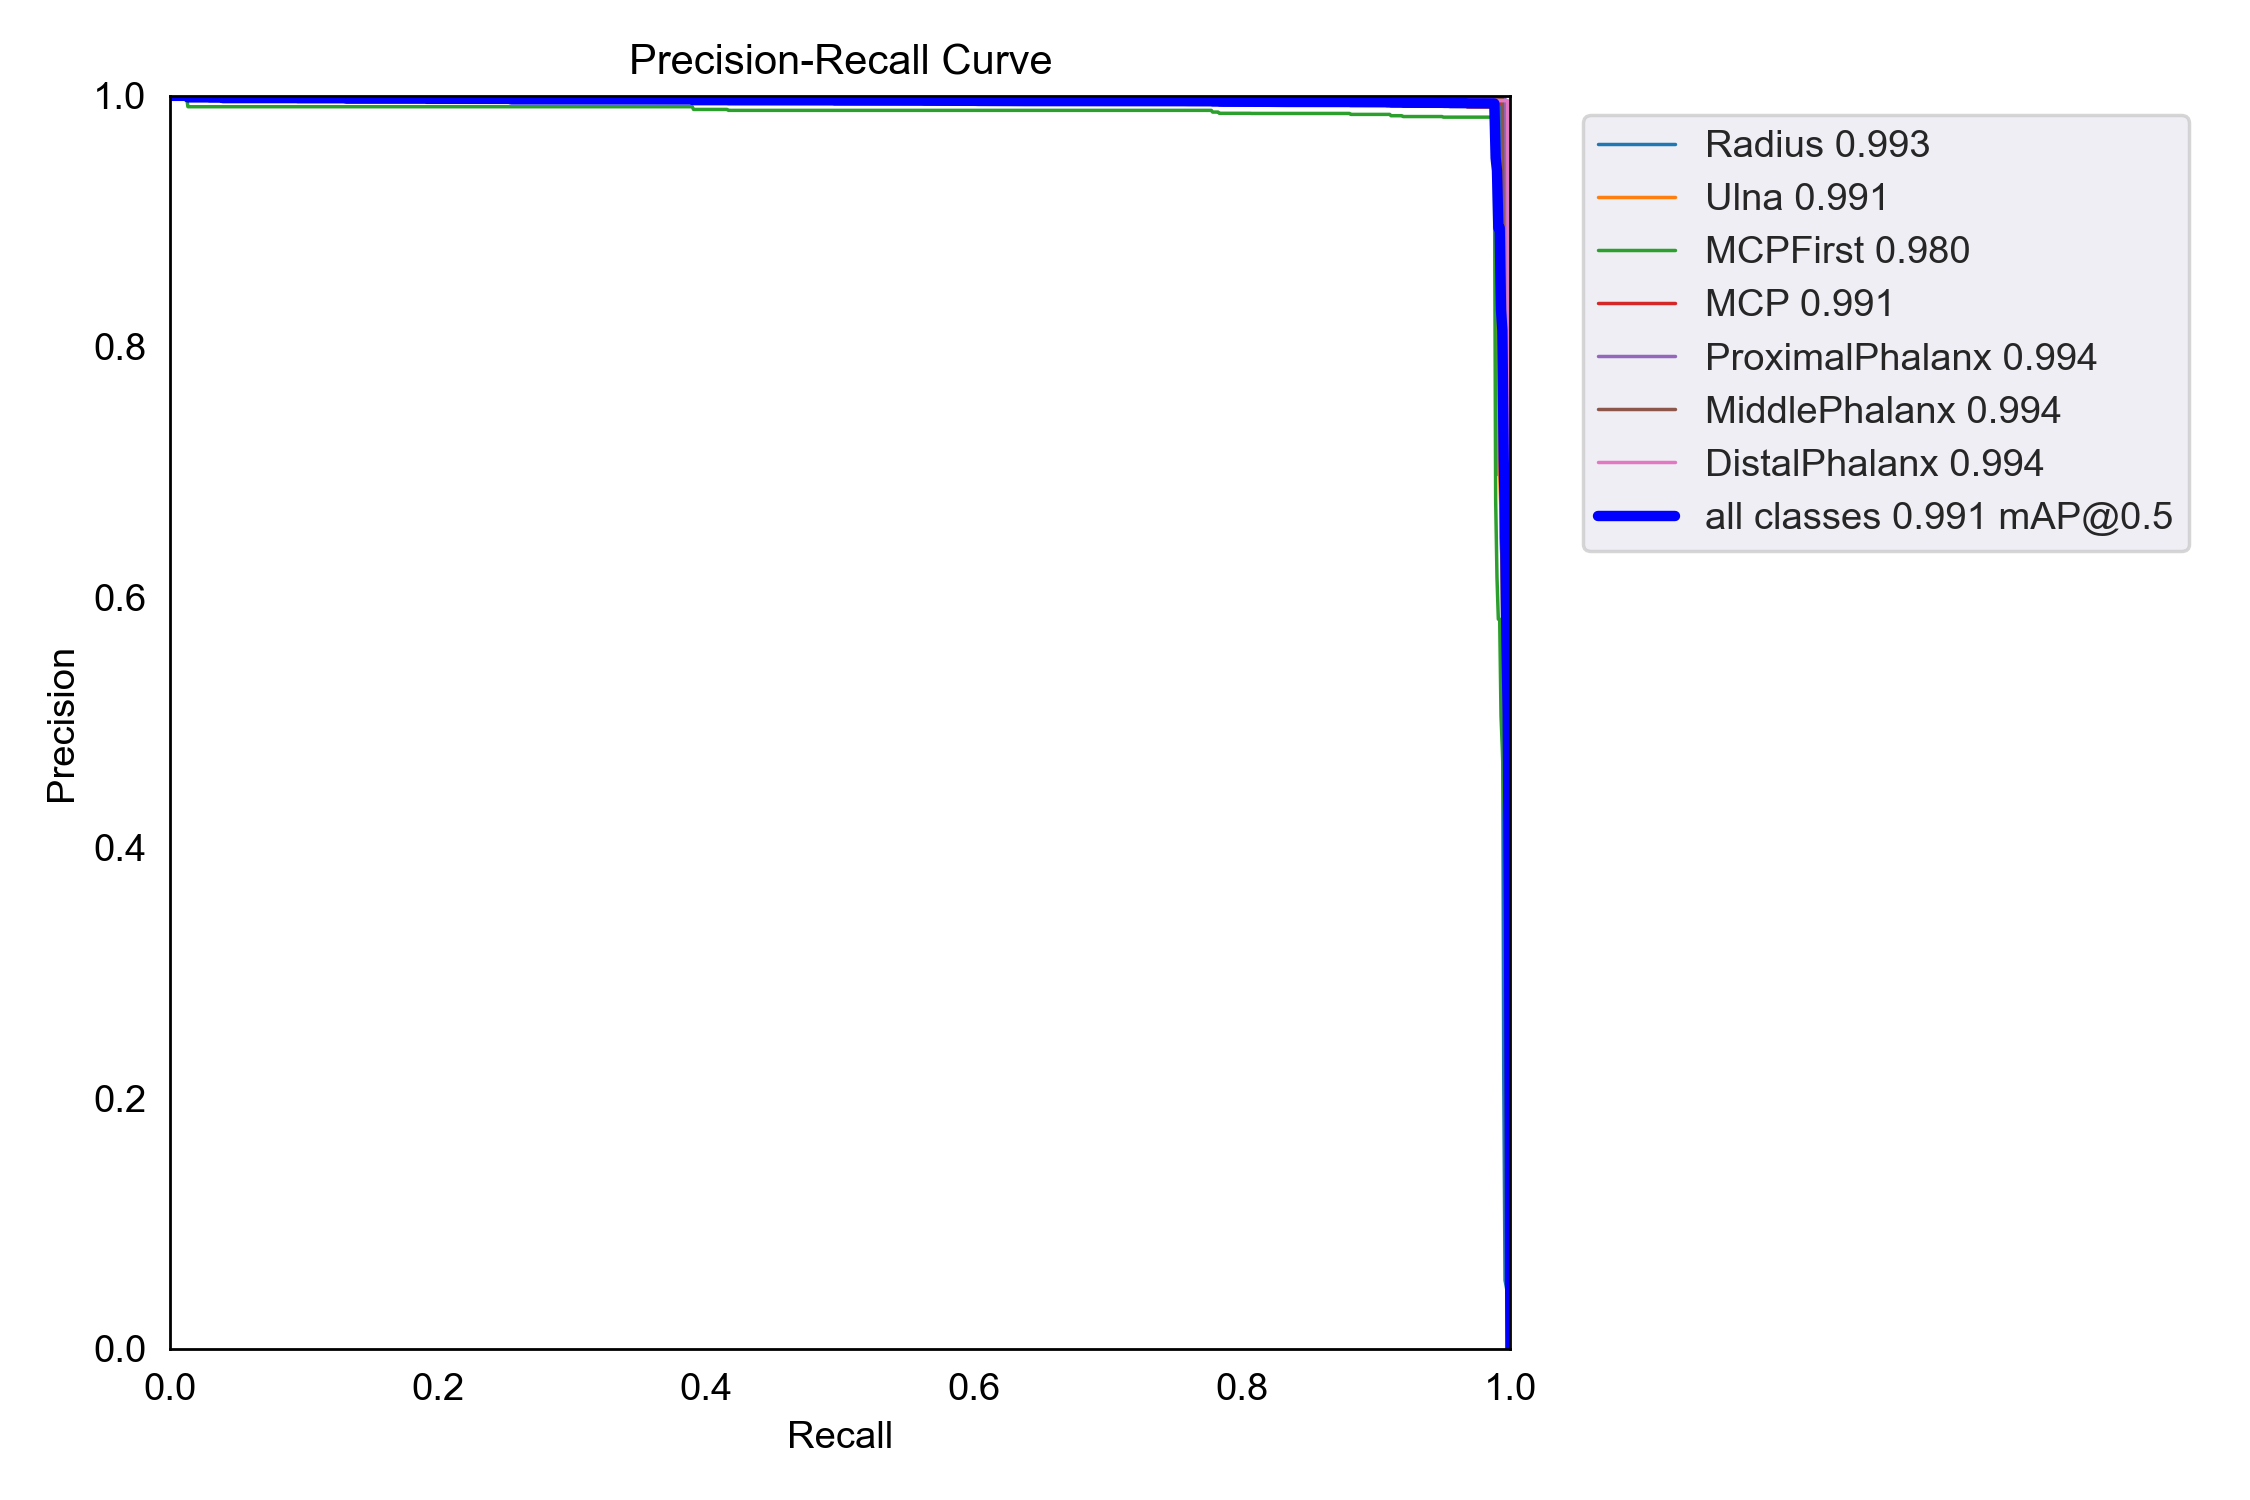 Precision-Recall Curve
1.0
0.8
0.6
0.4
0.2
0.0
Precision
0.0 0.2 0.4 0.6 0.8 1.0
Recall
Radius 0.993
Ulna 0.991
MCPFirst 0.980
MCP 0.991
ProximalPhalanx 0.994
MiddlePhalanx 0.994
DistalPhalanx 0.994
all classes 0.991 mAP@0.5